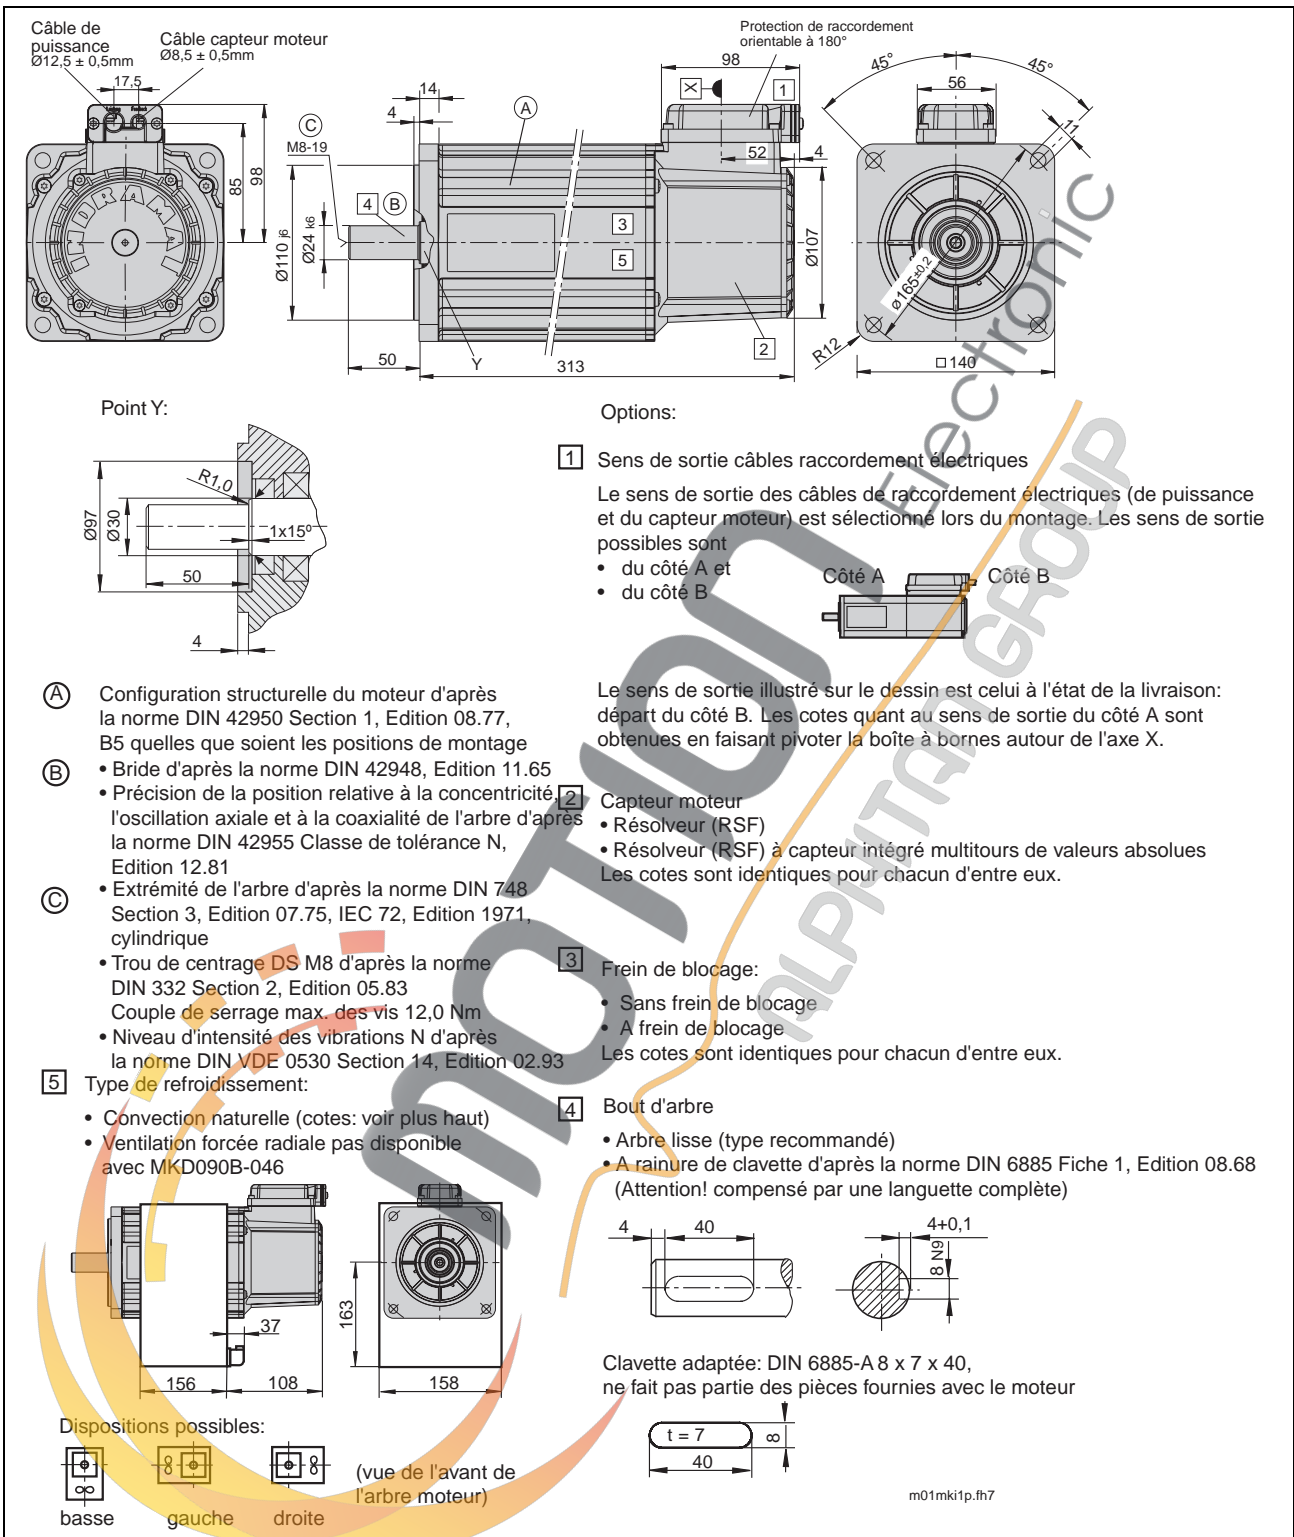 Câble de
puissance
Ø12,5 ± 0,5mm
Câble capteur moteur
Ø8,5 ± 0,5mm
17,5
85
98
INDRAMAT
C
M8-19
4
14
A
4
B
Ø110 j6
Ø24 k6
50
Y
313
3
5
2
X
1
98
52
4
Ø107
Protection de raccordement
orientable à 180°
45°
45°
56
11
Ø165±0,2
R12
□ 140
Point Y:
R1,0
Ø97
Ø30
1x15°
50
4
Options:
1 Sens de sortie câbles raccordement électriques
Le sens de sortie des câbles de raccordement électriques (de puissance
et du capteur moteur) est sélectionné lors du montage. Les sens de sortie
possibles sont
• du côté A et
• du côté B
Côté A
Côté B
Le sens de sortie illustré sur le dessin est celui à l'état de la livraison:
départ du côté B. Les cotes quant au sens de sortie du côté A sont
obtenues en faisant pivoter la boîte à bornes autour de l'axe X.
A Configuration structurelle du moteur d'après
la norme DIN 42950 Section 1, Edition 08.77,
B5 quelles que soient les positions de montage
B • Bride d'après la norme DIN 42948, Edition 11.65
• Précision de la position relative à la concentricité,
l'oscillation axiale et à la coaxialité de l'arbre d'après
la norme DIN 42955 Classe de tolérance N,
Edition 12.81
C • Extrémité de l'arbre d'après la norme DIN 748
Section 3, Edition 07.75, IEC 72, Edition 1971,
cylindrique
• Trou de centrage DS M8 d'après la norme
DIN 332 Section 2, Edition 05.83
Couple de serrage max. des vis 12,0 Nm
• Niveau d'intensité des vibrations N d'après
la norme DIN VDE 0530 Section 14, Edition 02.93
2 Capteur moteur
• Résolveur (RSF)
• Résolveur (RSF) à capteur intégré multitours de valeurs absolues
Les cotes sont identiques pour chacun d'entre eux.
3 Frein de blocage:
• Sans frein de blocage
• A frein de blocage
Les cotes sont identiques pour chacun d'entre eux.
5 Type de refroidissement:
• Convection naturelle (cotes: voir plus haut)
• Ventilation forcée radiale pas disponible
avec MKD090B-046
37
156
108
163
158
Dispositions possibles:
basse
gauche
droite
(vue de l'avant de
l'arbre moteur)
4 Bout d'arbre
• Arbre lisse (type recommandé)
• A rainure de clavette d'après la norme DIN 6885 Fiche 1, Edition 08.68
(Attention! compensé par une languette complète)
4
40
4+0,1
8 N9
Clavette adaptée: DIN 6885-A 8 x 7 x 40,
ne fait pas partie des pièces fournies avec le moteur
t = 7
8
40
m01mki1p.fh7
MOTION
Electronic
ALPHITAN GROUP